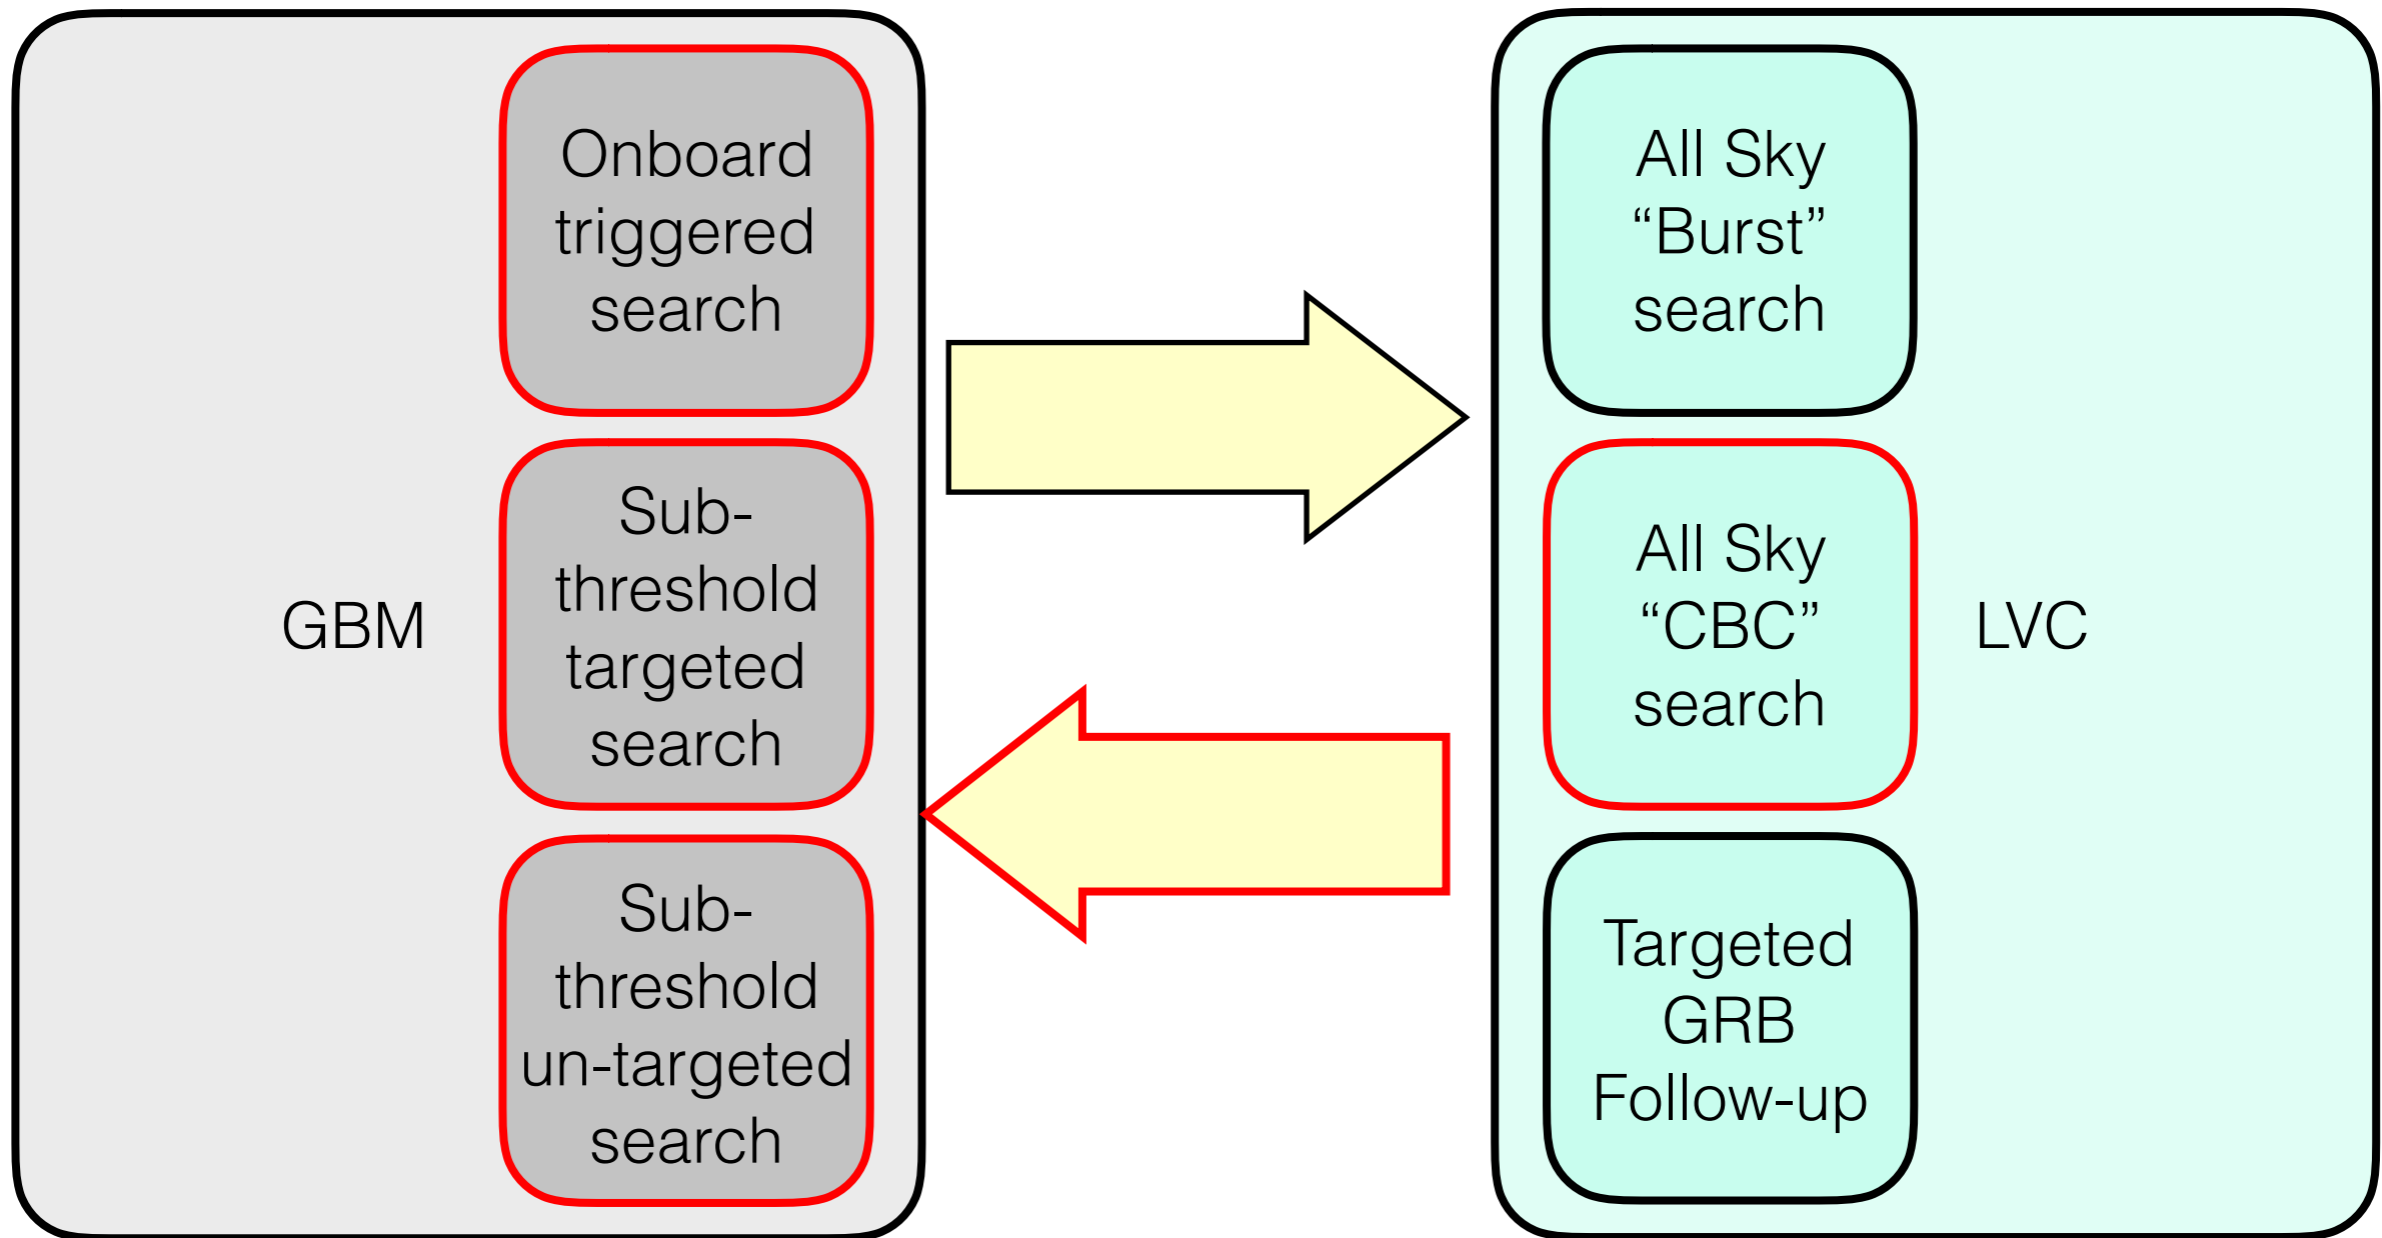 GBM
Onboard
triggered
search
Sub-
threshold
targeted
search
Sub-
threshold
un-targeted
search
All Sky
“Burst”
search
All Sky
“CBC”
search
Targeted
GRB
Follow-up
LVC